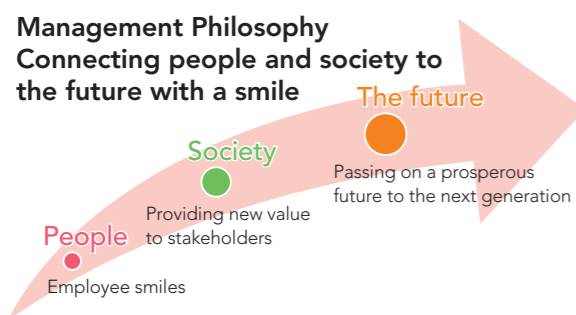 Management Philosophy
Connecting people and society to
the future with a smile
The future
Passing on a prosperous
future to the next generation
Society
Providing new value
to stakeholders
People
Employee smiles